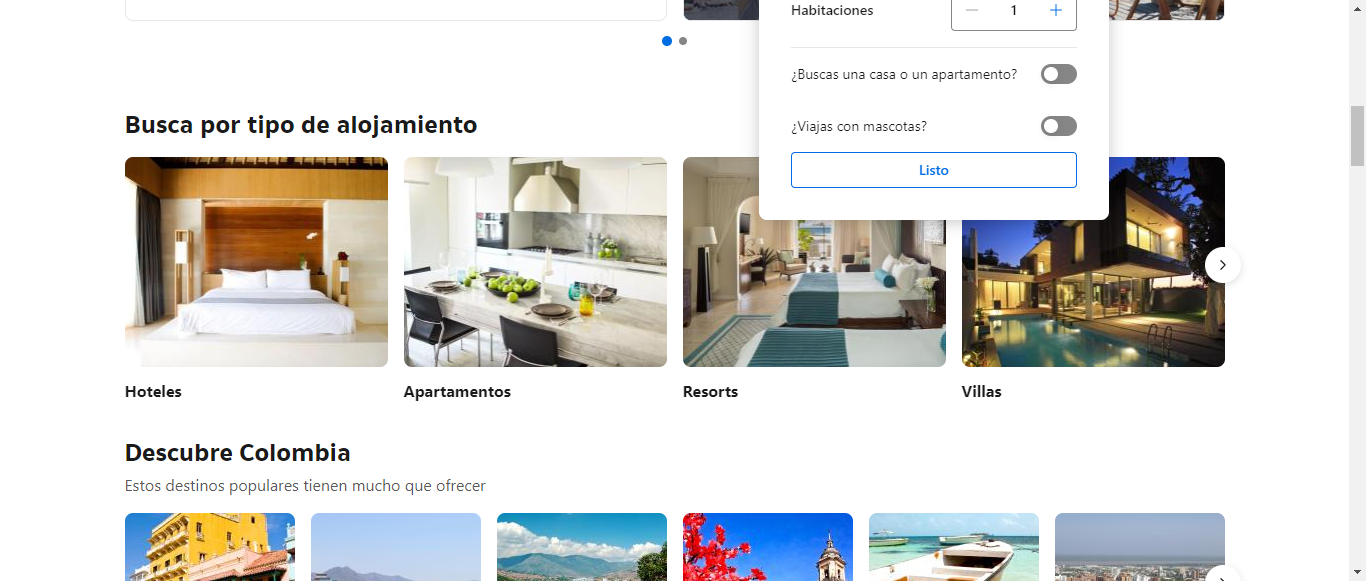 Habitaciones
1
¿Buscas una casa o un apartamento?
¿Viajas con mascotas?
Listo
Busca por tipo de alojamiento
Hoteles
Apartamentos
Resorts
Villas
Descubre Colombia
Estos destinos populares tienen mucho que ofrecer